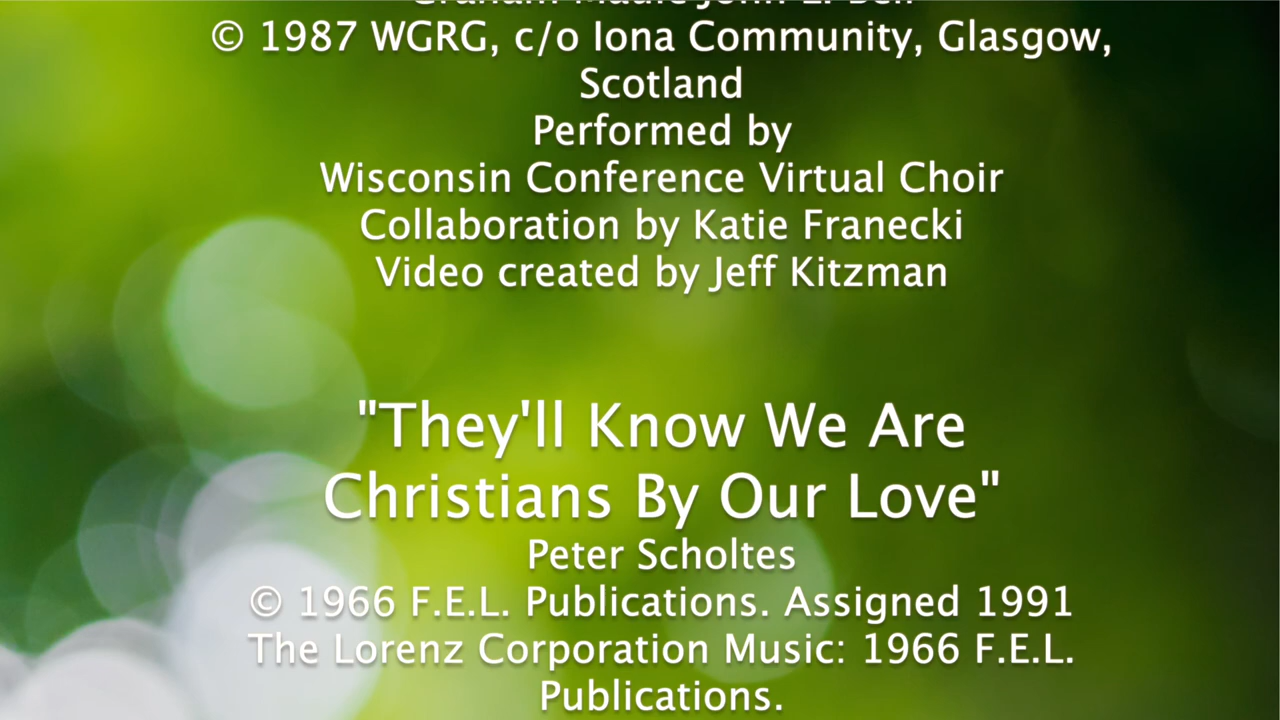 © 1987 WGRG, c/o Iona Community, Glasgow,
Scotland
Performed by
Wisconsin Conference Virtual Choir
Collaboration by Katie Franecki
Video created by Jeff Kitzman
"They'll Know We Are
Christians By Our Love"
Peter Scholtes
© 1966 F.E.L. Publications. Assigned 1991
The Lorenz Corporation Music: 1966 F.E.L.
Publications.